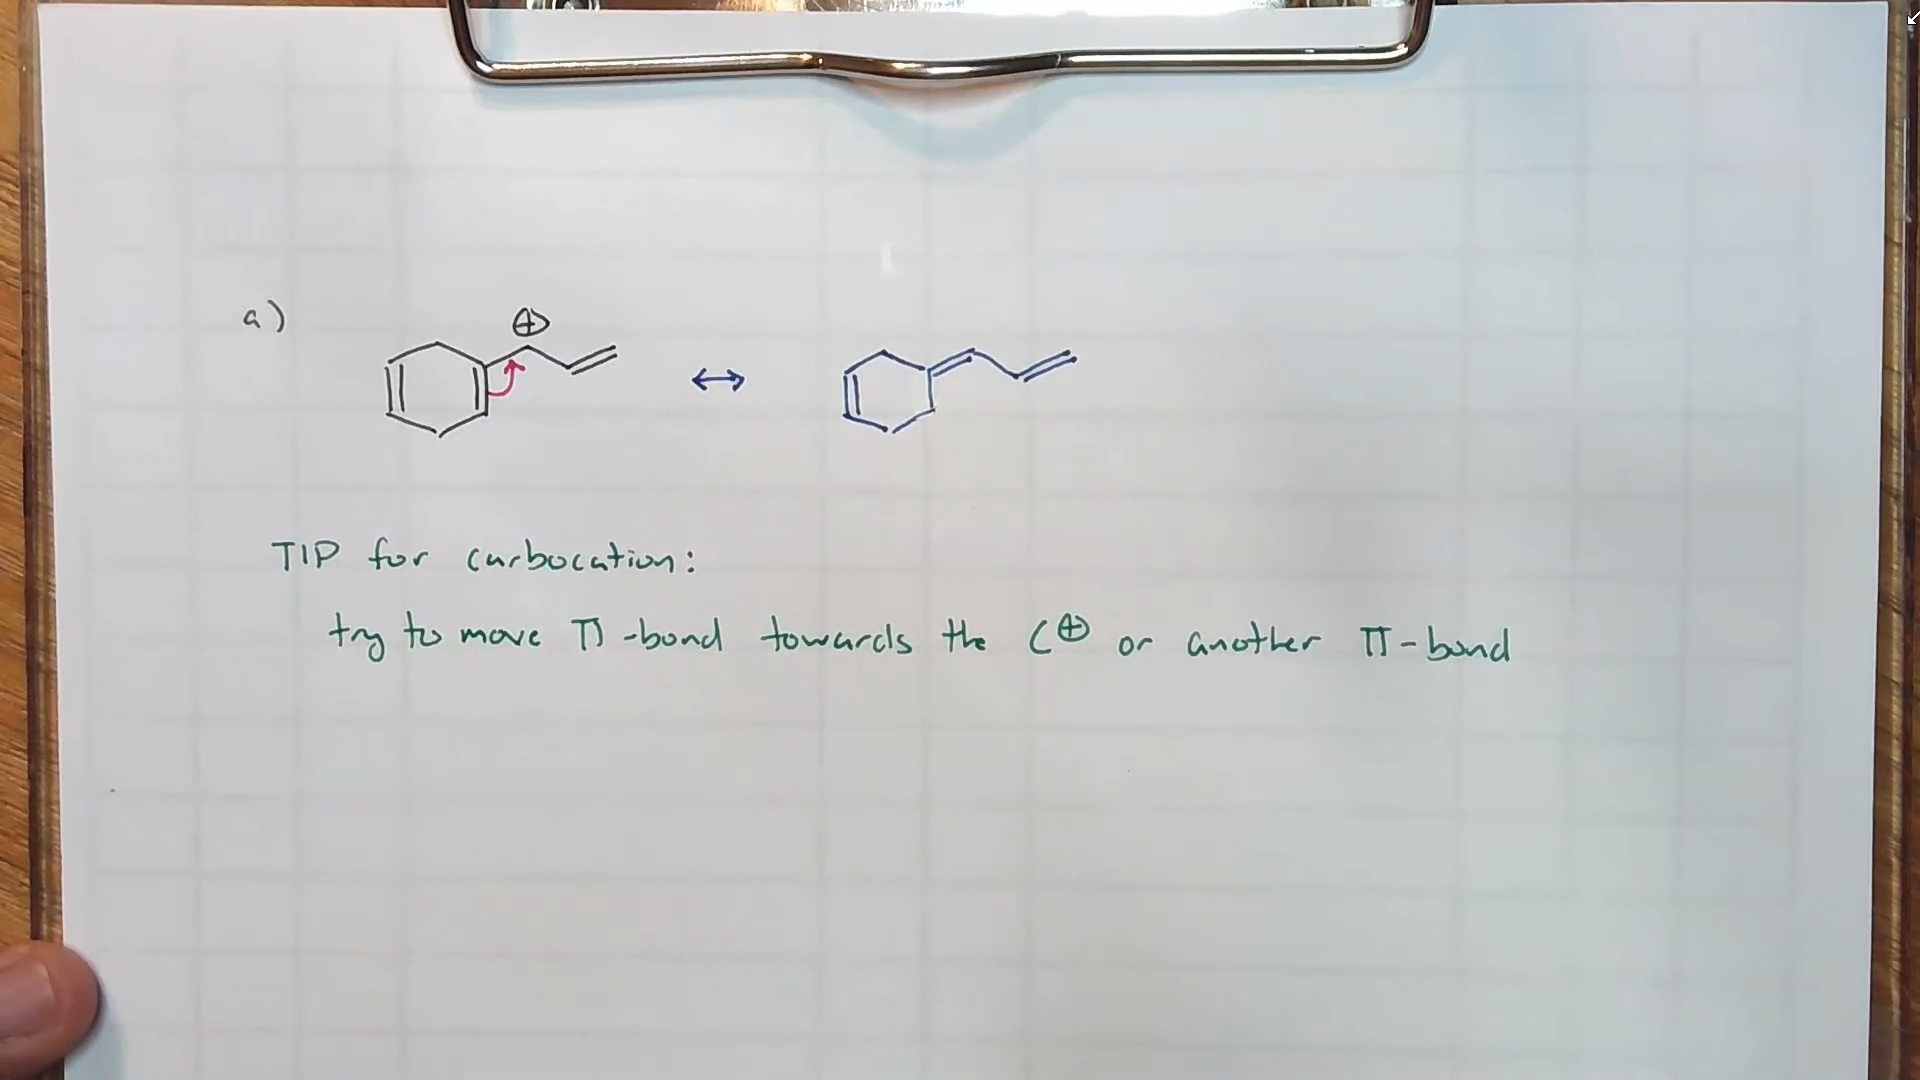 a)
⊕
TIP for carbocation:
try to move π-bond towards the C⊕ or another π-bond